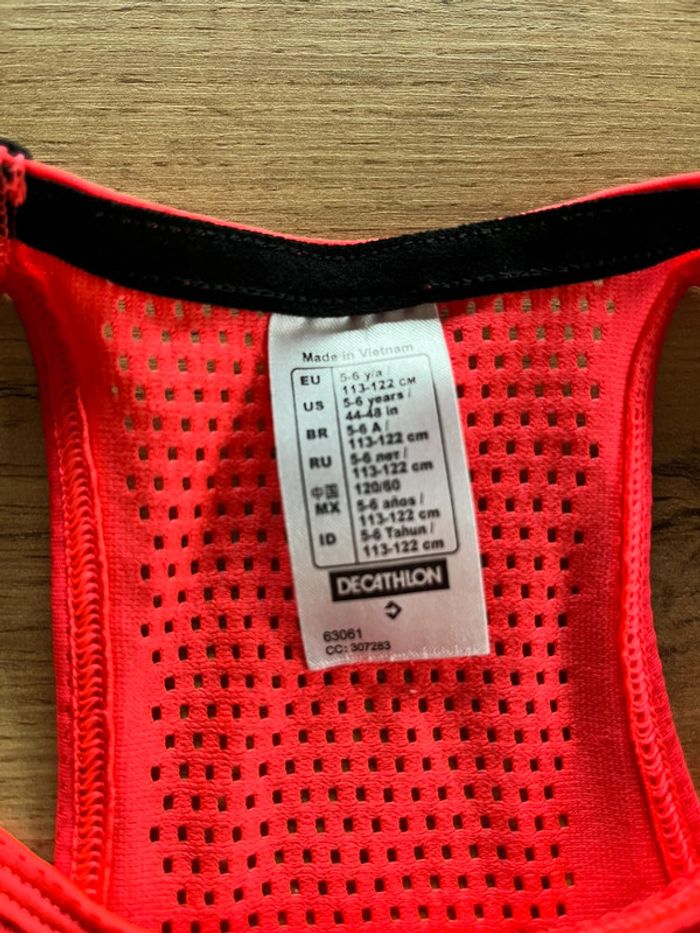 Made in Vietnam
EU 5-6 y/a
113-122 CM
US 5-6 years /
44-48 in
BR 5-6 A /
113-122 cm
RU 5-6 лет /
113-122 cm
中国 120/60
MX 5-6 años /
113-122 cm
ID 5-6 Tahun /
113-122 cm
DECATHLON
63061
CC: 307283